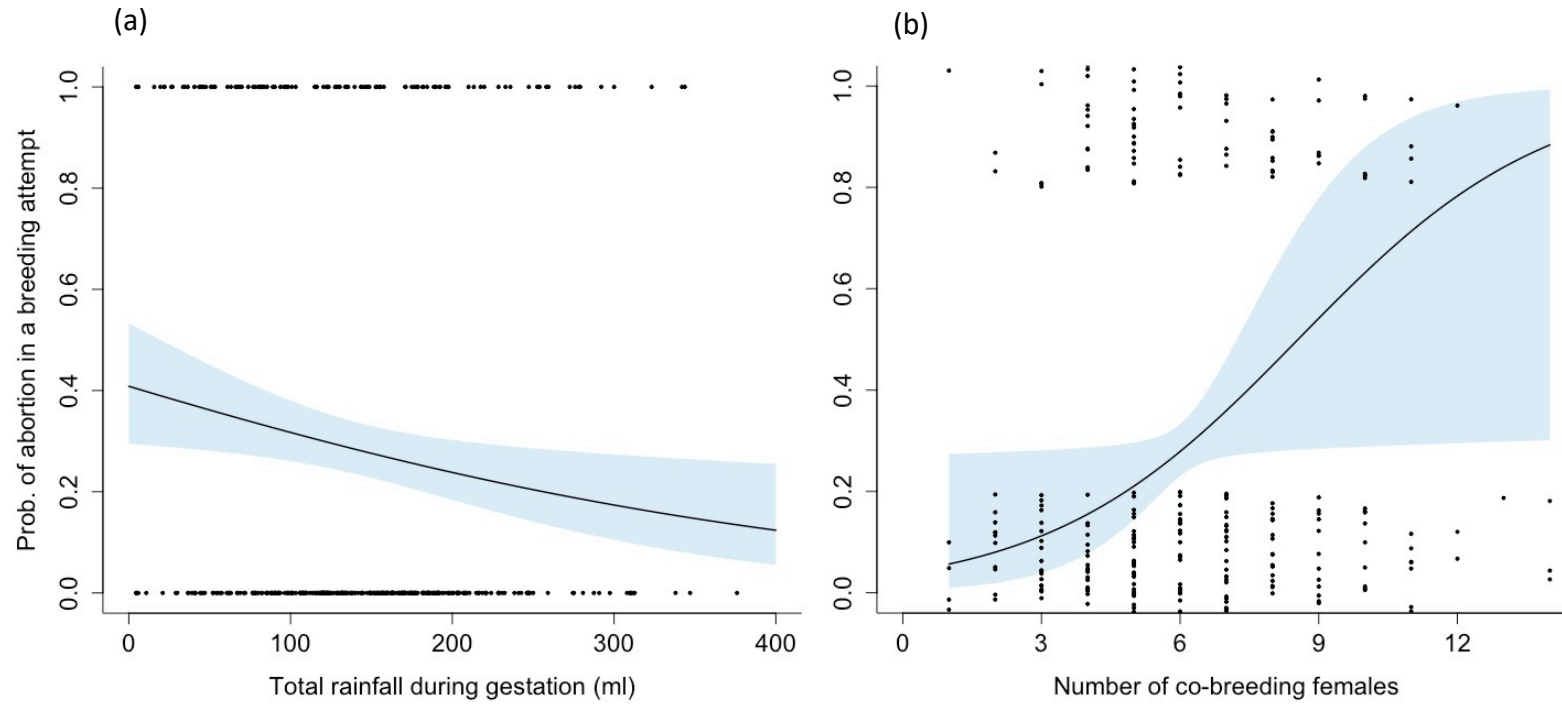 (a)
(b)
Prob. of abortion in a breeding attempt
1.0
0.8
0.6
0.4
0.2
0.0
0 100 200 300 400
Total rainfall during gestation (ml)
1.0
0.8
0.6
0.4
0.2
0.0
0 3 6 9 12
Number of co-breeding females